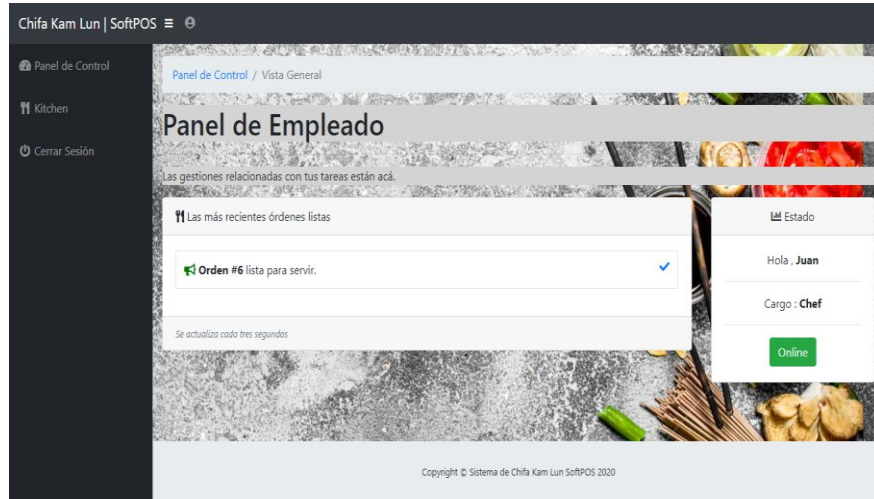 Chifa Kam Lun | SoftPOS
Panel de Control
Kitchen
Cerrar Sesión
Panel de Control / Vista General
Panel de Empleado
Las gestiones relacionadas con tus tareas están acá.
Las más recientes órdenes listas
Orden #6 lista para servir.
Se actualiza cada tres segundos
Estado
Hola , Juan
Cargo : Chef
Online
Copyright © Sistema de Chifa Kam Lun SoftPOS 2020